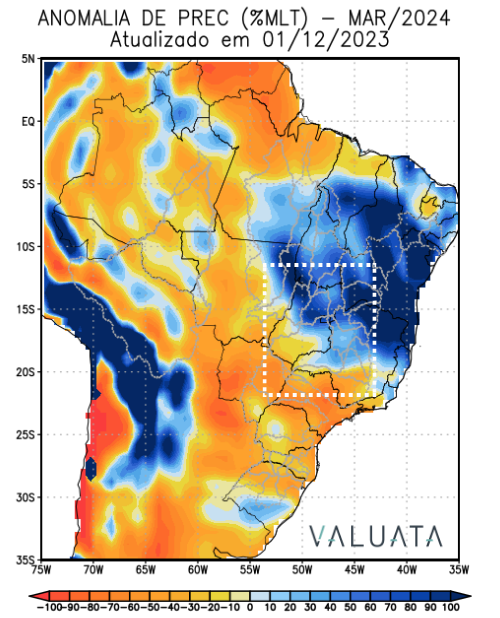 ANOMALIA DE PREC (%MLT) – MAR/2024
Atualizado em 01/12/2023
5N
EQ
5S
10S
15S
20S
25S
30S
35S
VALUATA
75W 70W 65W 60W 55W 50W 45W 40W 35W
-100 -90 -80 -70 -60 -50 -40 -30 -20 -10 0 10 20 30 40 50 60 70 80 90 100